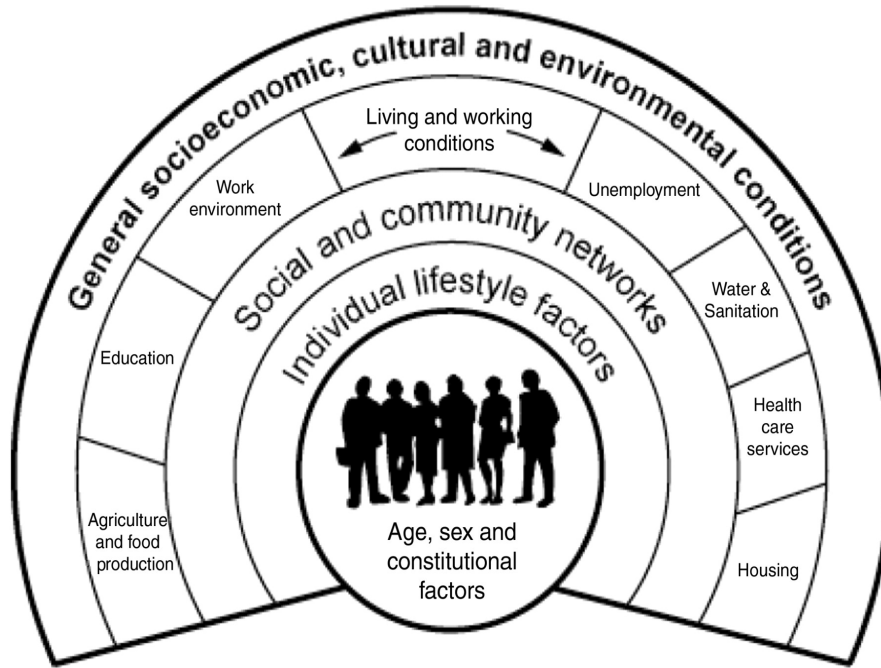 General socioeconomic, cultural and environmental conditions
Living and working
conditions
Work
environment
Unemployment
Education
Water &
Sanitation
Agriculture
and food
production
Health
care
services
Housing
Social and community networks
Individual lifestyle factors
Age, sex and
constitutional
factors